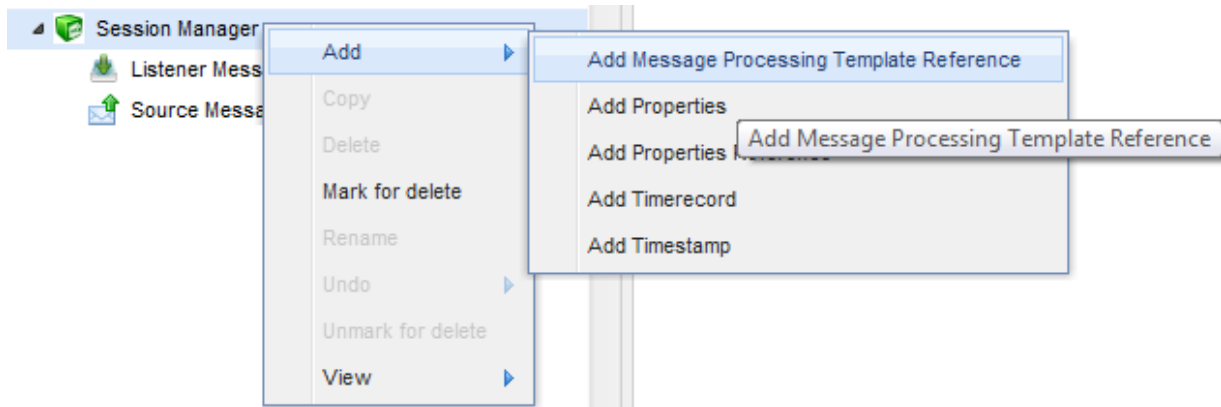 Session Manager
Listener Mess
Source Messa
Add
Copy
Delete
Mark for delete
Rename
Undo
Unmark for delete
View
Add Message Processing Template Reference
Add Properties
Add Message Processing Template Reference
Add Properties
Add Timerecord
Add Timestamp